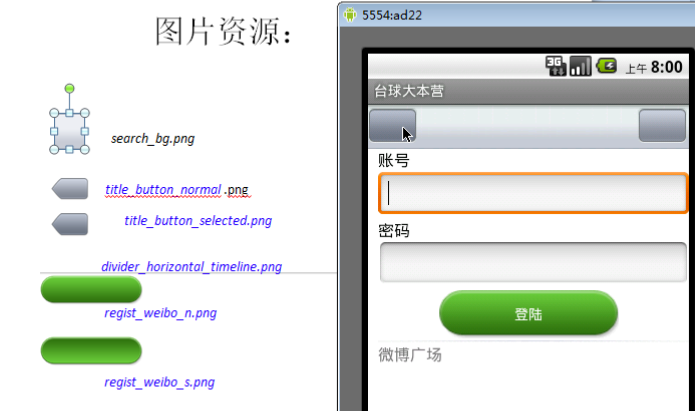 图片资源：
search_bg.png
title_button_normal .png
title_button_selected.png
divider_horizontal_timeline.png
regist_weibo_n.png
regist_weibo_s.png
5554:ad22
3G
上午 8:00
台球大本营
账号
密码
登陆
微博广场